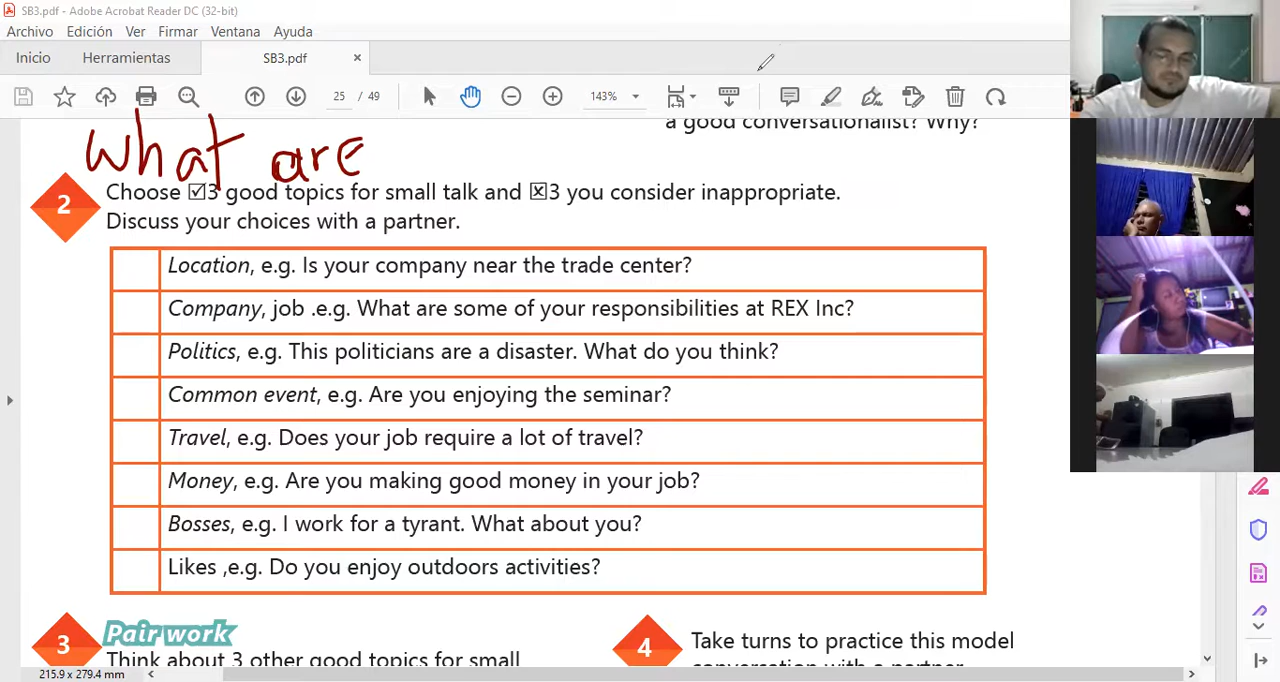 SB3.pdf - Adobe Acrobat Reader DC (32-bit)
Archivo Edición Ver Firmar Ventana Ayuda
Inicio Herramientas SB3.pdf ×
25 / 49 143%
a good conversationalist? Why?
What are
2 Choose ☑3 good topics for small talk and ☒3 you consider inappropriate.
Discuss your choices with a partner.
Location, e.g. Is your company near the trade center?
Company, job .e.g. What are some of your responsibilities at REX Inc?
Politics, e.g. This politicians are a disaster. What do you think?
Common event, e.g. Are you enjoying the seminar?
Travel, e.g. Does your job require a lot of travel?
Money, e.g. Are you making good money in your job?
Bosses, e.g. I work for a tyrant. What about you?
Likes ,e.g. Do you enjoy outdoors activities?
3 Pair work
Think about 3 other good topics for small
4 Take turns to practice this model
conversation with a partner
215.9 x 279.4 mm